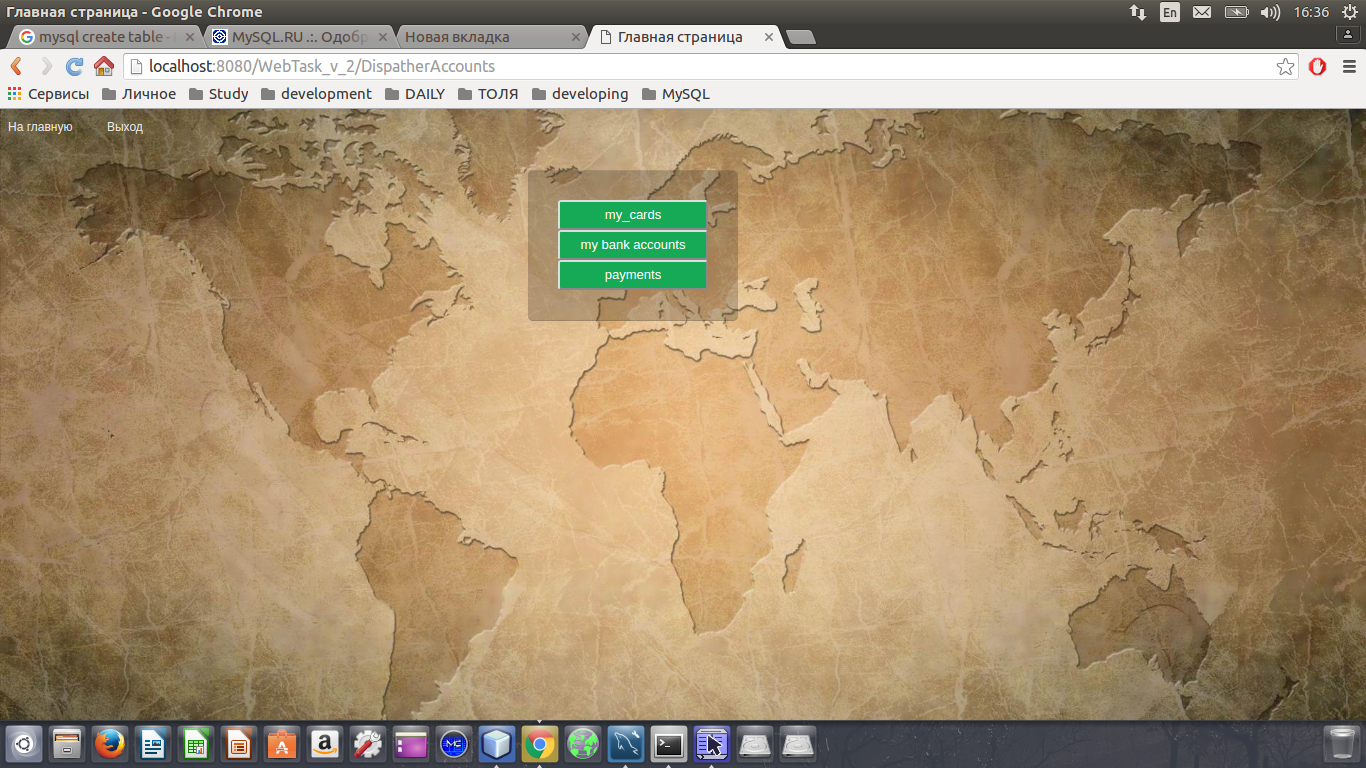 Главная страница - Google Chrome
En
16:36
mysql create table -
MySQL.RU .:. Одобр
Новая вкладка
Главная страница
localhost:8080/WebTask_v_2/DispatherAccounts
Сервисы
Личное
Study
development
DAILY
ТОЛЯ
developing
MySQL
На главную
Выход
my_cards
my bank accounts
payments